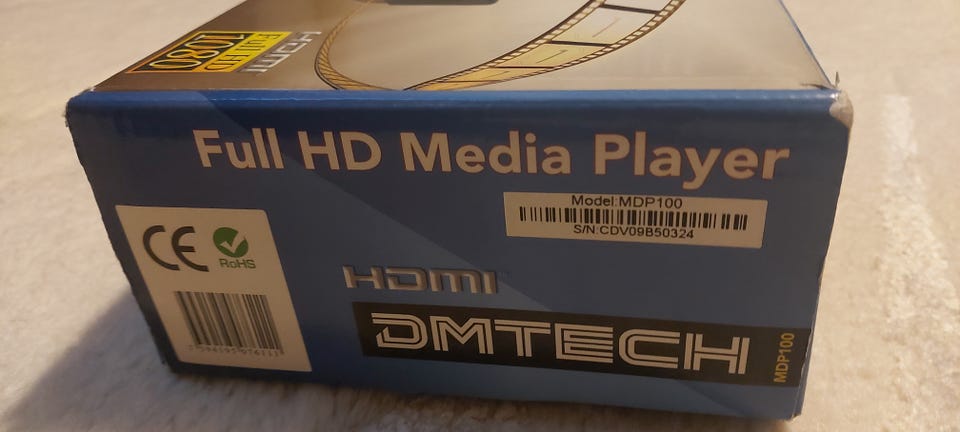 HDMI
Full HD
1080
Full HD Media Player
Model:MDP100
S/N:CDV09B50324
CE
RoHS
HDMI
DMTECH
MDP100